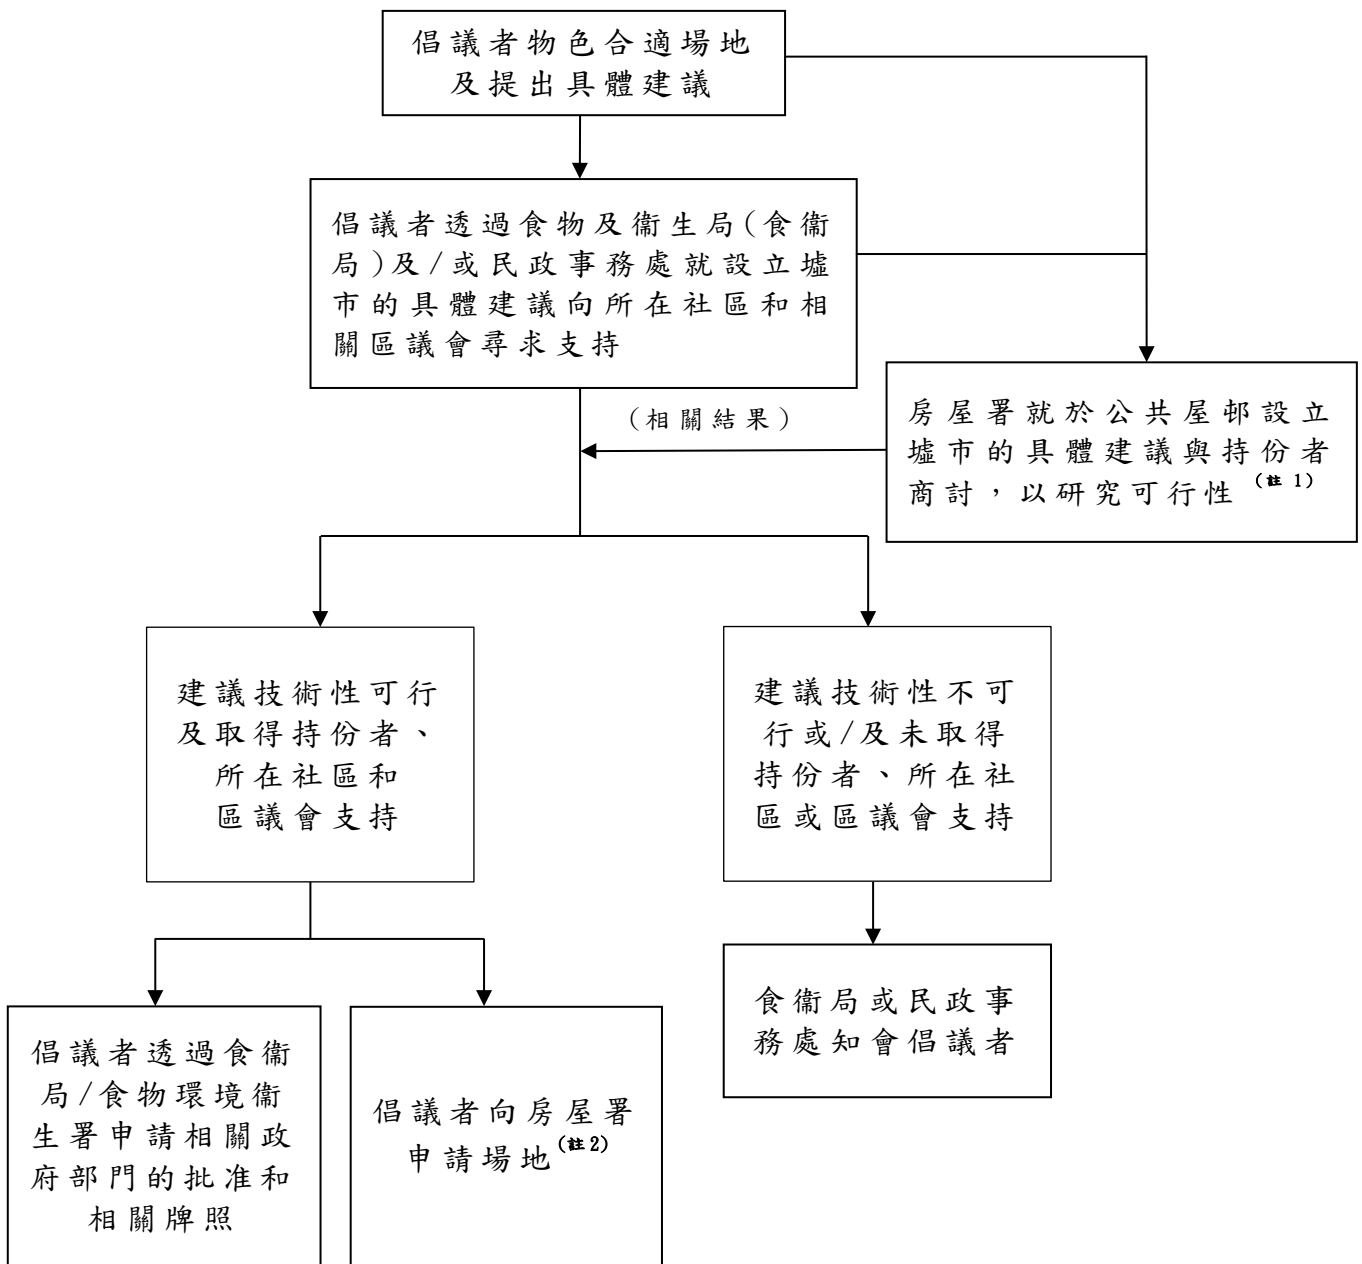 倡議者物色合適場地
及提出具體建議
倡議者透過食物及衞生局(食衞
局)及/或民政事務處就設立墟
市的具體建議向所在社區和相
關區議會尋求支持
(相關結果)
房屋署就於公共屋邨設立
墟市的具體建議與持份者
商討，以研究可行性 (註 1)
建議技術性可行
及取得持份者、
所在社區和
區議會支持
建議技術性不可
行或/及未取得
持份者、所在社
區或區議會支持
倡議者透過食衞
局/食物環境衞
生署申請相關政
府部門的批准和
相關牌照
倡議者向房屋署
申請場地(註2)
食衞局或民政事
務處知會倡議者